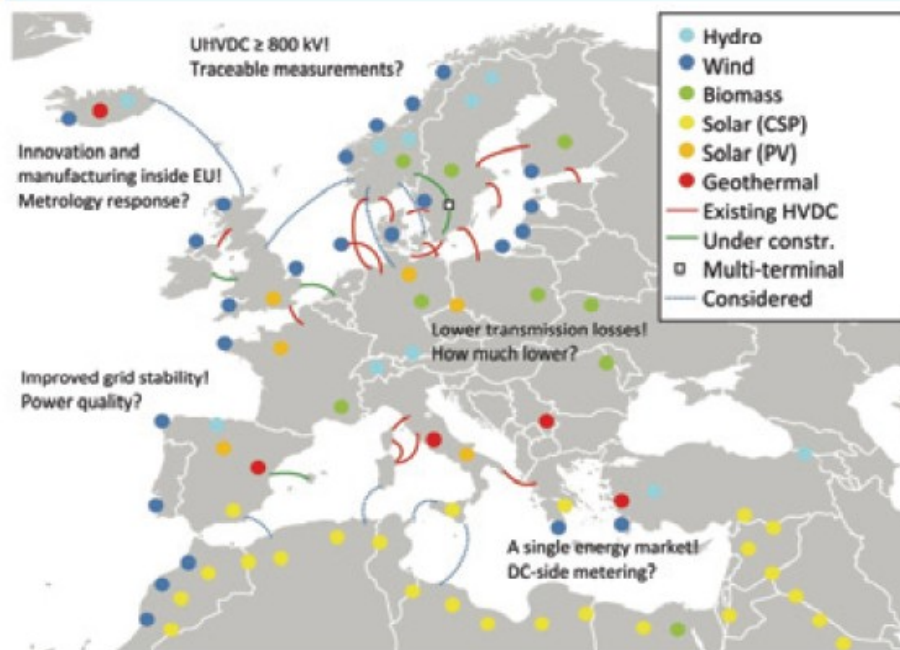 UHVDC ≥ 800 kV!
Traceable measurements?
Innovation and
manufacturing inside EU!
Metrology response?
Hydro
Wind
Biomass
Solar (CSP)
Solar (PV)
Geothermal
Existing HVDC
Under constr.
Multi-terminal
Considered
Lower transmission losses!
How much lower?
Improved grid stability!
Power quality?
A single energy market!
DC-side metering?